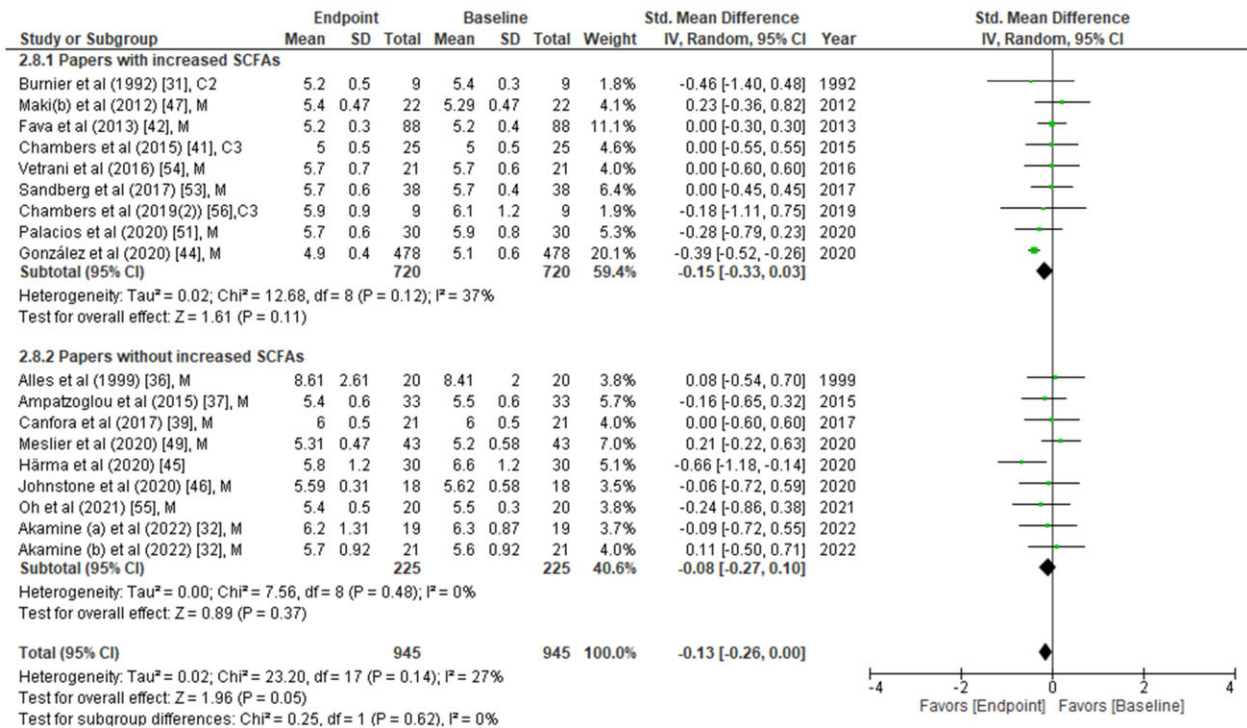 Endpoint Baseline Std. Mean Difference Std. Mean Difference
Study or Subgroup Mean SD Total Mean SD Total Weight IV, Random, 95% CI Year IV, Random, 95% CI
2.8.1 Papers with increased SCFAs
Burnier et al (1992) [31], C2 5.2 0.5 9 5.4 0.3 9 1.8% -0.46 [-1.40, 0.48] 1992
Maki(b) et al (2012) [47], M 5.4 0.47 22 5.29 0.47 22 4.1% 0.23 [-0.36, 0.82] 2012
Fava et al (2013) [42], M 5.2 0.3 88 5.2 0.4 88 11.1% 0.00 [-0.30, 0.30] 2013
Chambers et al (2015) [41], C3 5 0.5 25 5 0.5 25 4.6% 0.00 [-0.55, 0.55] 2015
Vetrani et al (2016) [54], M 5.7 0.7 21 5.7 0.6 21 4.0% 0.00 [-0.60, 0.60] 2016
Sandberg et al (2017) [53], M 5.7 0.6 38 5.7 0.4 38 6.4% 0.00 [-0.45, 0.45] 2017
Chambers et al (2019(2)) [56],C3 5.9 0.9 9 6.1 1.2 9 1.9% -0.18 [-1.11, 0.75] 2019
Palacios et al (2020) [51], M 5.7 0.6 30 5.9 0.8 30 5.3% -0.28 [-0.79, 0.23] 2020
González et al (2020) [44], M 4.9 0.4 478 5.1 0.6 478 20.1% -0.39 [-0.52, -0.26] 2020
Subtotal (95% CI) 720 720 59.4% -0.15 [-0.33, 0.03]
Heterogeneity: Tau² = 0.02; Chi² = 12.68, df = 8 (P = 0.12); I² = 37%
Test for overall effect: Z = 1.61 (P = 0.11)
2.8.2 Papers without increased SCFAs
Alles et al (1999) [36], M 8.61 2.61 20 8.41 2 20 3.8% 0.08 [-0.54, 0.70] 1999
Ampatzoglou et al (2015) [37], M 5.4 0.6 33 5.5 0.6 33 5.7% -0.16 [-0.65, 0.32] 2015
Canfora et al (2017) [39], M 6 0.5 21 6 0.5 21 4.0% 0.00 [-0.60, 0.60] 2017
Meslier et al (2020) [49], M 5.31 0.47 43 5.2 0.58 43 7.0% 0.21 [-0.22, 0.63] 2020
Härma et al (2020) [45] 5.8 1.2 30 6.6 1.2 30 5.1% -0.66 [-1.18, -0.14] 2020
Johnstone et al (2020) [46], M 5.59 0.31 18 5.62 0.58 18 3.5% -0.06 [-0.72, 0.59] 2020
Oh et al (2021) [55], M 5.4 0.5 20 5.5 0.3 20 3.8% -0.24 [-0.86, 0.38] 2021
Akamine (a) et al (2022) [32], M 6.2 1.31 19 6.3 0.87 19 3.7% -0.09 [-0.72, 0.55] 2022
Akamine (b) et al (2022) [32], M 5.7 0.92 21 5.6 0.92 21 4.0% 0.11 [-0.50, 0.71] 2022
Subtotal (95% CI) 225 225 40.6% -0.08 [-0.27, 0.10]
Heterogeneity: Tau² = 0.00; Chi² = 7.56, df = 8 (P = 0.48); I² = 0%
Test for overall effect: Z = 0.89 (P = 0.37)
Total (95% CI) 945 945 100.0% -0.13 [-0.26, 0.00]
Heterogeneity: Tau² = 0.02; Chi² = 23.20, df = 17 (P = 0.14); I² = 27%
Test for overall effect: Z = 1.96 (P = 0.05)
Test for subgroup differences: Chi² = 0.25, df = 1 (P = 0.62), I² = 0%
-4 -2 0 2 4
Favors [Endpoint] Favors [Baseline]